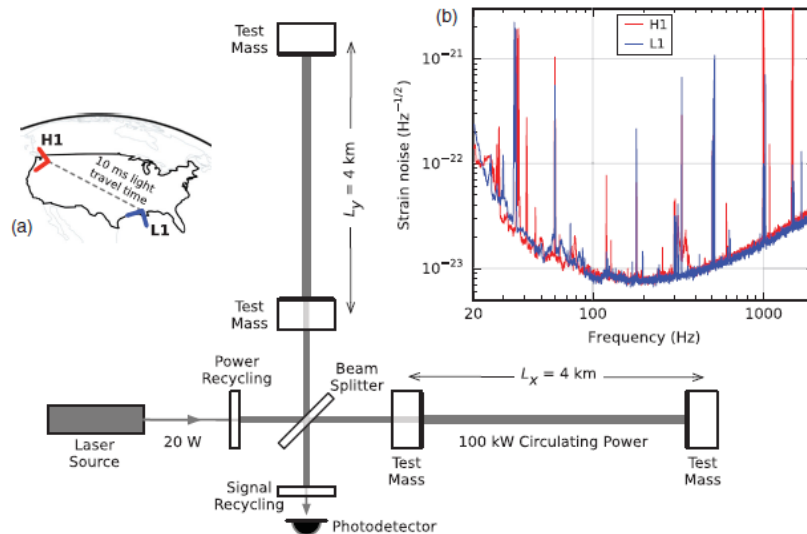 Test
Mass
(b)
H1
L1
10⁻²¹
10⁻²²
10⁻²³
Strain noise (Hz⁻¹/²)
20
100
1000
Frequency (Hz)
H1
10 ms light
travel time
L1
(a)
Ly = 4 km
Test
Mass
Power
Recycling
Beam
Splitter
Lx = 4 km
Laser
Source
20 W
100 kW Circulating Power
Test
Mass
Test
Mass
Signal
Recycling
Photodetector